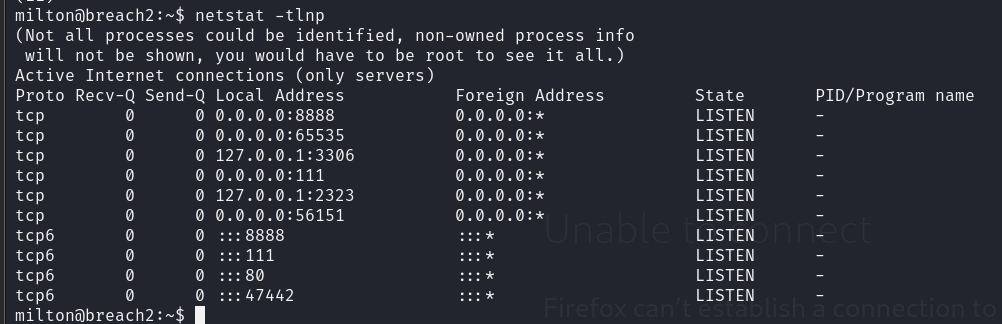 milton@breach2:~$ netstat -tlnp
(Not all processes could be identified, non-owned process info
 will not be shown, you would have to be root to see it all.)
Active Internet connections (only servers)
Proto Recv-Q Send-Q Local Address           Foreign Address         State       PID/Program name
tcp        0      0 0.0.0.0:8888            0.0.0.0:*               LISTEN      -
tcp        0      0 0.0.0.0:65535           0.0.0.0:*               LISTEN      -
tcp        0      0 127.0.0.1:3306          0.0.0.0:*               LISTEN      -
tcp        0      0 0.0.0.0:111             0.0.0.0:*               LISTEN      -
tcp        0      0 127.0.0.1:2323          0.0.0.0:*               LISTEN      -
tcp        0      0 0.0.0.0:56151           0.0.0.0:*               LISTEN      -
Unable to connect
tcp6       0      0 :::8888                 :::*                    LISTEN      -
tcp6       0      0 :::111                  :::*                    LISTEN      -
tcp6       0      0 :::80                   :::*                    LISTEN      -
tcp6       0      0 :::47442                :::*                    LISTEN      -
Firefox can't establish a connection to
milton@breach2:~$